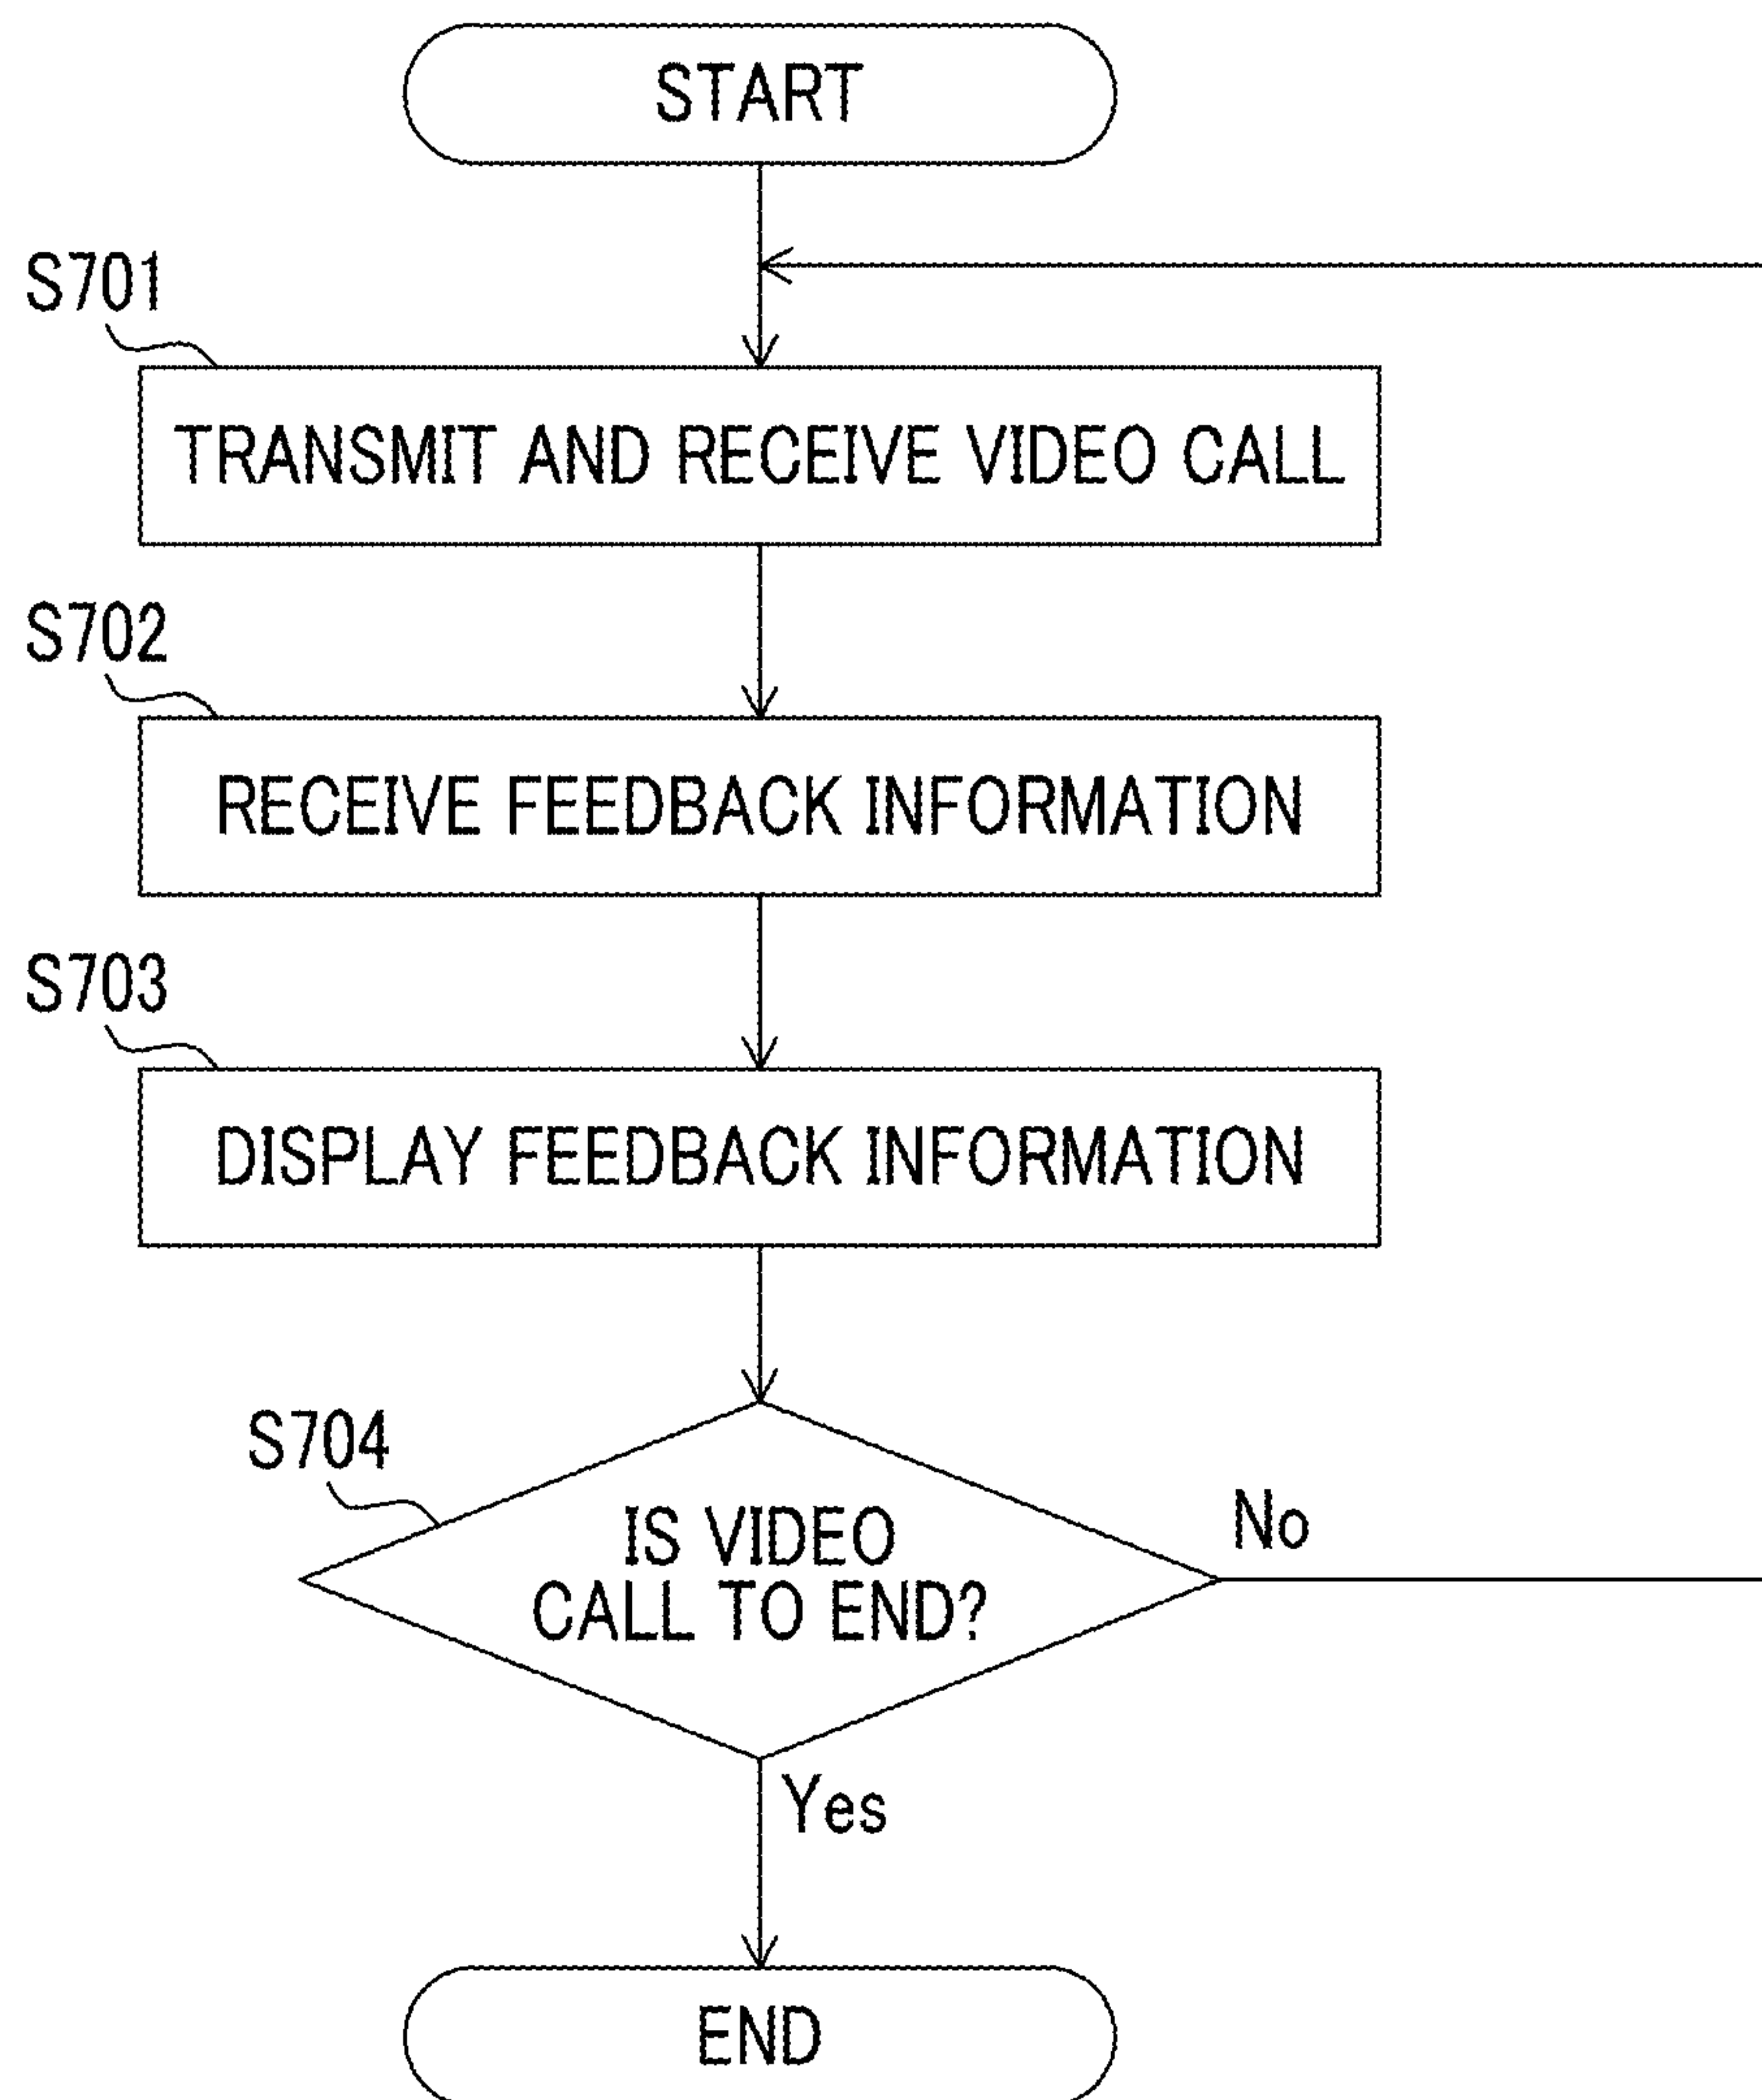 START
S701
TRANSMIT AND RECEIVE VIDEO CALL
S702
RECEIVE FEEDBACK INFORMATION
S703
DISPLAY FEEDBACK INFORMATION
S704
IS VIDEO
CALL TO END?
No
Yes
END